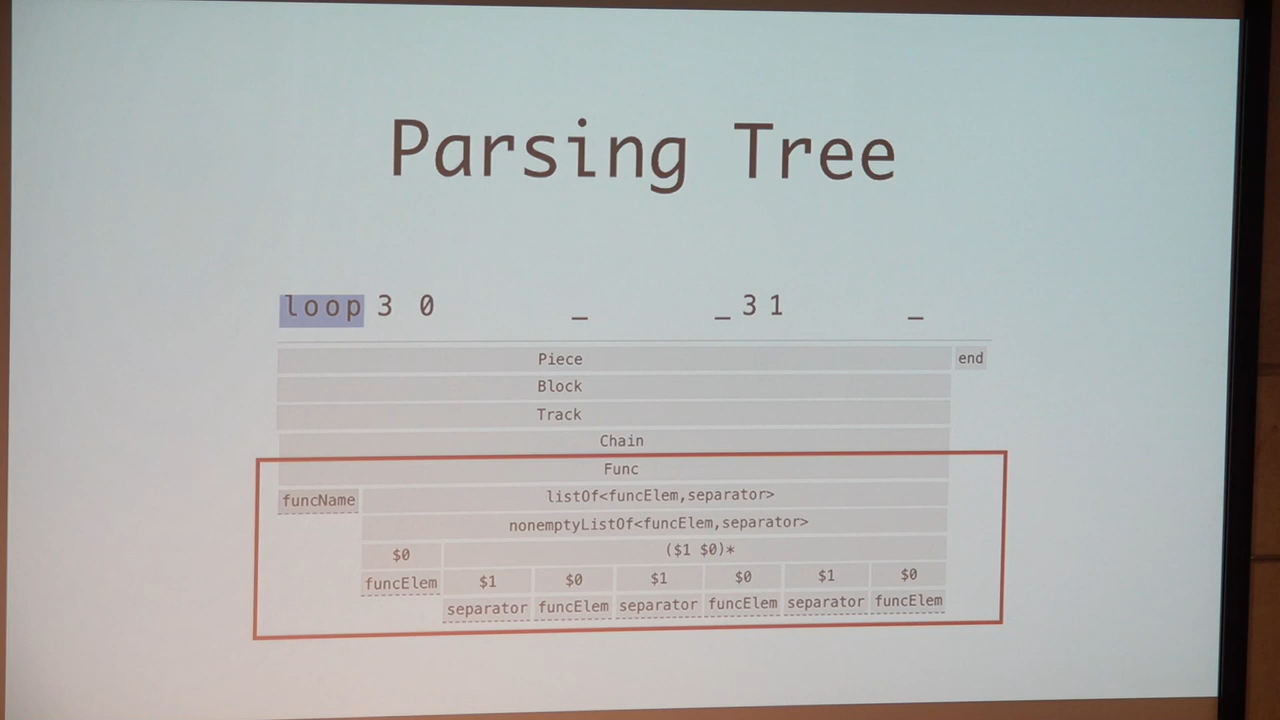 Parsing Tree
loop 3 0 _ _ 3 1 _
Piece end
Block
Track
Chain
Func
funcName listOf<funcElem,separator>
nonemptyListOf<funcElem,separator>
$0 ($1 $0)*
funcElem $1 $0 $1 $0 $1 $0
separator funcElem separator funcElem separator funcElem